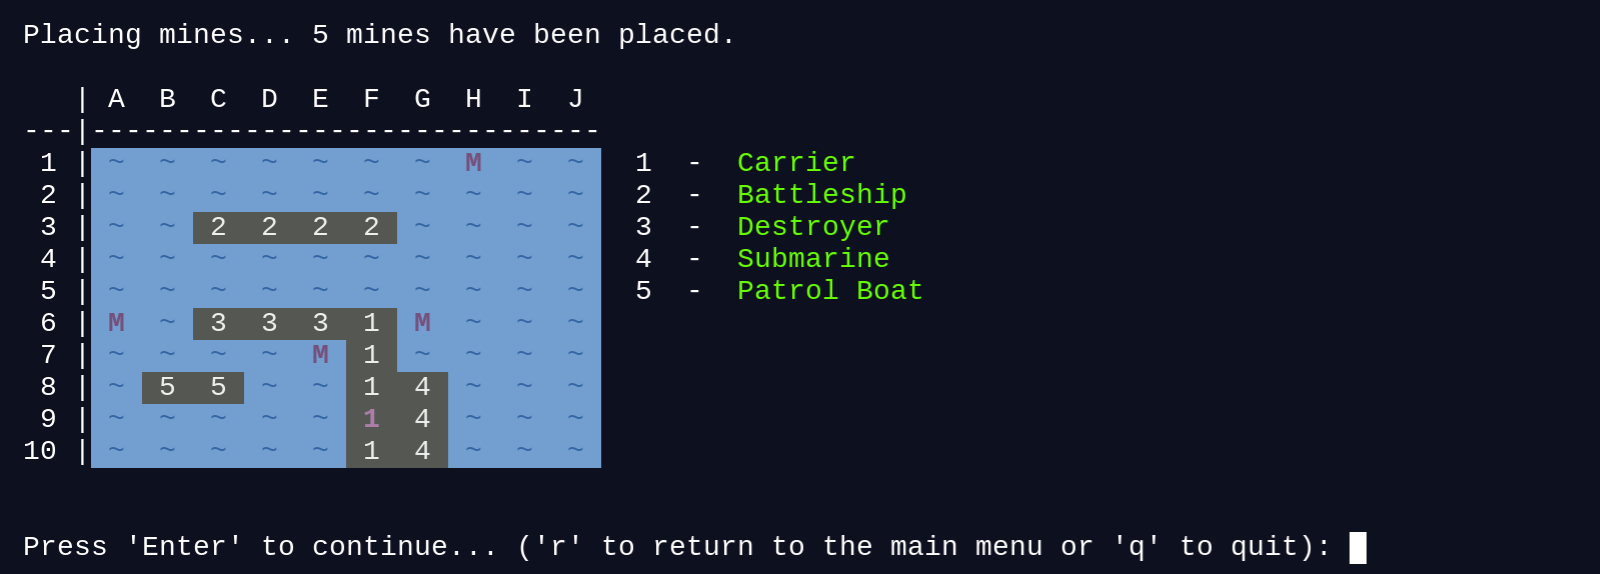 Placing mines... 5 mines have been placed.
   | A  B  C  D  E  F  G  H  I  J
---|------------------------------
 1 | ~  ~  ~  ~  ~  ~  ~  M  ~  ~   1  -  Carrier
 2 | ~  ~  ~  ~  ~  ~  ~  ~  ~  ~   2  -  Battleship
 3 | ~  ~  2  2  2  2  ~  ~  ~  ~   3  -  Destroyer
 4 | ~  ~  ~  ~  ~  ~  ~  ~  ~  ~   4  -  Submarine
 5 | ~  ~  ~  ~  ~  ~  ~  ~  ~  ~   5  -  Patrol Boat
 6 | M  ~  3  3  3  1  M  ~  ~  ~
 7 | ~  ~  ~  ~  M  1  ~  ~  ~  ~
 8 | ~  5  5  ~  ~  1  4  ~  ~  ~
 9 | ~  ~  ~  ~  ~  1  4  ~  ~  ~
10 | ~  ~  ~  ~  ~  1  4  ~  ~  ~
Press 'Enter' to continue... ('r' to return to the main menu or 'q' to quit):